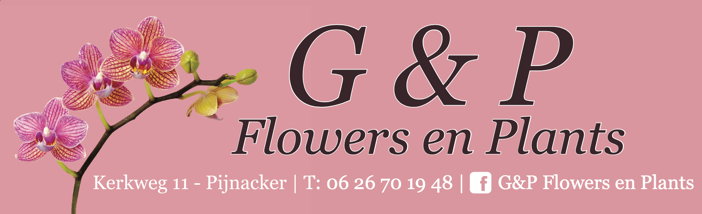 G & P
Flowers en Plants
Kerkweg 11 - Pijnacker | T: 06 26 70 19 48 | f G&P Flowers en Plants